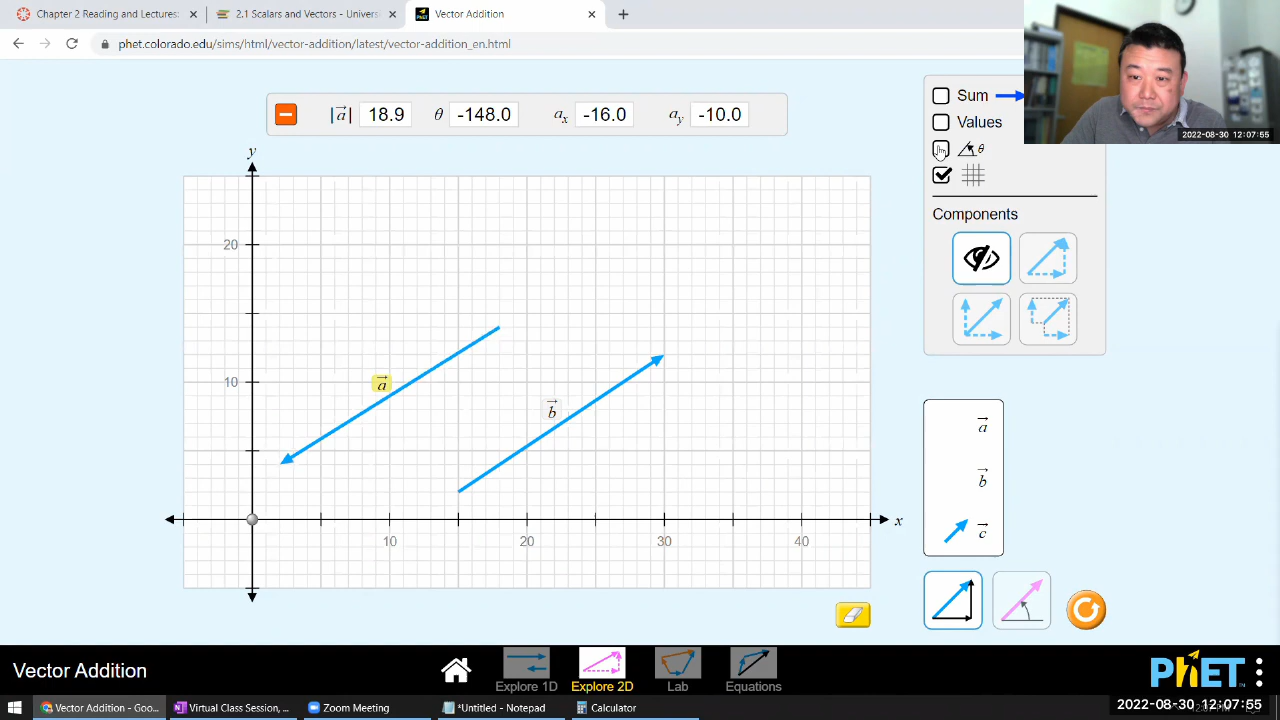 Chapter 2 Reading and Lectures:
2.1 Scalars and Vectors - Univers
Vector Addition
phet.colorado.edu/sims/html/vector-addition/latest/vector-addition_en.html
|a⃗| 18.9 θ -148.0 aₓ -16.0 a_y -10.0
Sum
Values
θ
2022-08-30 12:07:55
Components
y
20
10
a⃗
b⃗
x
10 20 30 40
a⃗
b⃗
c⃗
Vector Addition
Explore 1D
Explore 2D
Lab
Equations
PhET
Vector Addition - Goo...
Virtual Class Session, ...
Zoom Meeting
*Untitled - Notepad
Calculator
2022-08-30 12:07:55